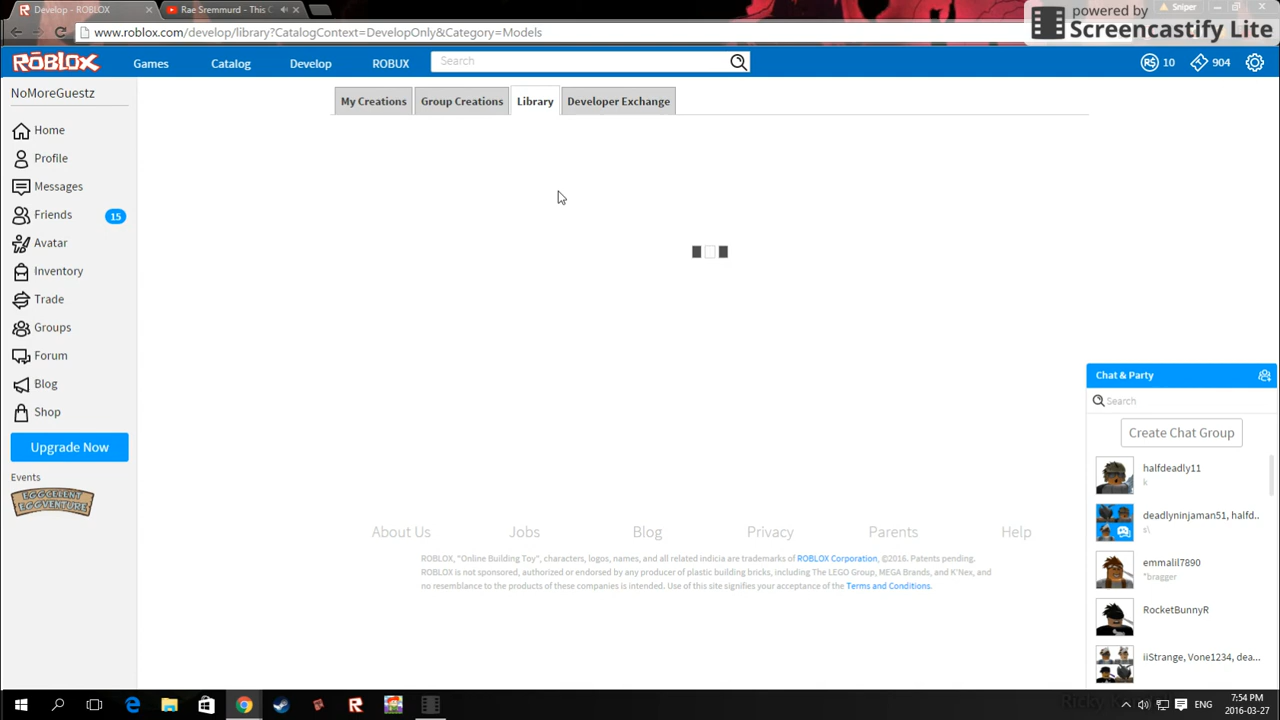 Develop - ROBLOX
Rae Sremmurd - This C
Sniper
powered by
Screencastify Lite
www.roblox.com/develop/library?CatalogContext=DevelopOnly&Category=Models
ROBLOX
Games
Catalog
Develop
ROBUX
Search
R$ 10
904
NoMoreGuestz
My Creations
Group Creations
Library
Developer Exchange
Home
Profile
Messages
Friends
15
Avatar
Inventory
Trade
Groups
Forum
Blog
Shop
Upgrade Now
Events
EGGCELLENT
EGGVENTURE
Chat & Party
Search
Create Chat Group
halfdeadly11
k
deadlyninjaman51, halfd..
s\
emmalil7890
*bragger
RocketBunnyR
iiStrange, Vone1234, dea...
About Us
Jobs
Blog
Privacy
Parents
Help
ROBLOX, "Online Building Toy", characters, logos, names, and all related indicia are trademarks of ROBLOX Corporation, ©2016. Patents pending.
ROBLOX is not sponsored, authorized or endorsed by any producer of plastic building bricks, including The LEGO Group, MEGA Brands, and K'Nex, and
no resemblance to the products of these companies is intended. Use of this site signifies your acceptance of the Terms and Conditions.
ENG
7:54 PM
2016-03-27